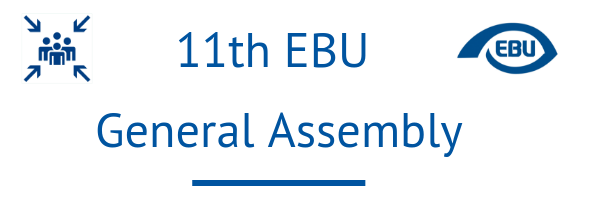 11th EBU
EBU
General Assembly